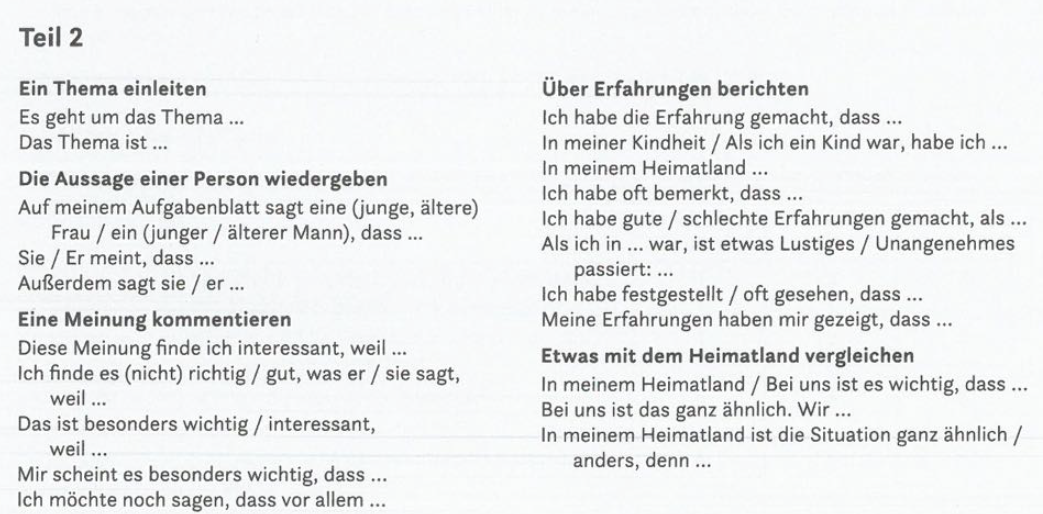 Teil 2
Ein Thema einleiten
Es geht um das Thema ...
Das Thema ist ...
Die Aussage einer Person wiedergeben
Auf meinem Aufgabenblatt sagt eine (junge, ältere)
Frau / ein (junger / älterer Mann), dass ...
Sie / Er meint, dass ...
Außerdem sagt sie / er ...
Eine Meinung kommentieren
Diese Meinung finde ich interessant, weil ...
Ich finde es (nicht) richtig / gut, was er / sie sagt,
weil ...
Das ist besonders wichtig / interessant,
weil ...
Mir scheint es besonders wichtig, dass ...
Ich möchte noch sagen, dass vor allem ...
Über Erfahrungen berichten
Ich habe die Erfahrung gemacht, dass ...
In meiner Kindheit / Als ich ein Kind war, habe ich ...
In meinem Heimatland ...
Ich habe oft bemerkt, dass ...
Ich habe gute / schlechte Erfahrungen gemacht, als ...
Als ich in ... war, ist etwas Lustiges / Unangenehmes
passiert: ...
Ich habe festgestellt / oft gesehen, dass ...
Meine Erfahrungen haben mir gezeigt, dass ...
Etwas mit dem Heimatland vergleichen
In meinem Heimatland / Bei uns ist es wichtig, dass ...
Bei uns ist das ganz ähnlich. Wir ...
In meinem Heimatland ist die Situation ganz ähnlich /
anders, denn ...